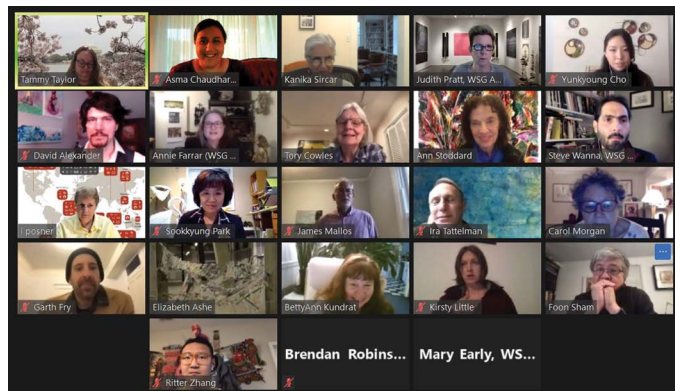 Tammy Taylor
Asma Chaudhar...
Kanika Sircar
Judith Pratt, WSG A...
Yunkyoung Cho
David Alexander
Annie Farrar (WSG ...
Tory Cowles
Ann Stoddard
Steve Wanna, WSG ...
l posner
Sookkyung Park
James Mallos
Ira Tattelman
Carol Morgan
Garth Fry
Elizabeth Ashe
BettyAnn Kundrat
Kirsty Little
Foon Sham
Ritter Zhang
Brendan Robins...
Mary Early, WS...